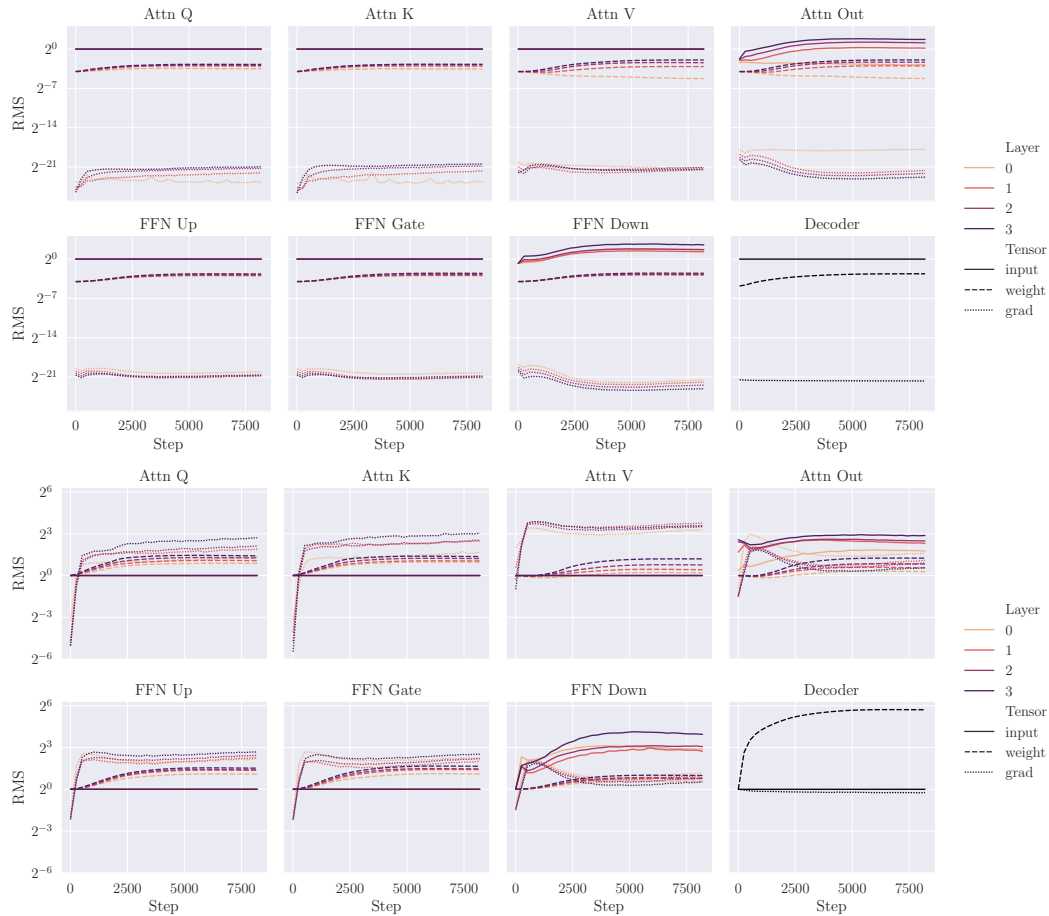 Attn Q Attn K Attn V Attn Out
RMS
2^0
2^-7
2^-14
2^-21
Layer
0
1
2
3
Tensor
input
weight
grad
FFN Up FFN Gate FFN Down Decoder
RMS
2^0
2^-7
2^-14
2^-21
0 2500 5000 7500 0 2500 5000 7500 0 2500 5000 7500 0 2500 5000 7500
Step Step Step Step
Attn Q Attn K Attn V Attn Out
RMS
2^6
2^3
2^0
2^-3
2^-6
Layer
0
1
2
3
Tensor
input
weight
grad
FFN Up FFN Gate FFN Down Decoder
RMS
2^6
2^3
2^0
2^-3
2^-6
0 2500 5000 7500 0 2500 5000 7500 0 2500 5000 7500 0 2500 5000 7500
Step Step Step Step